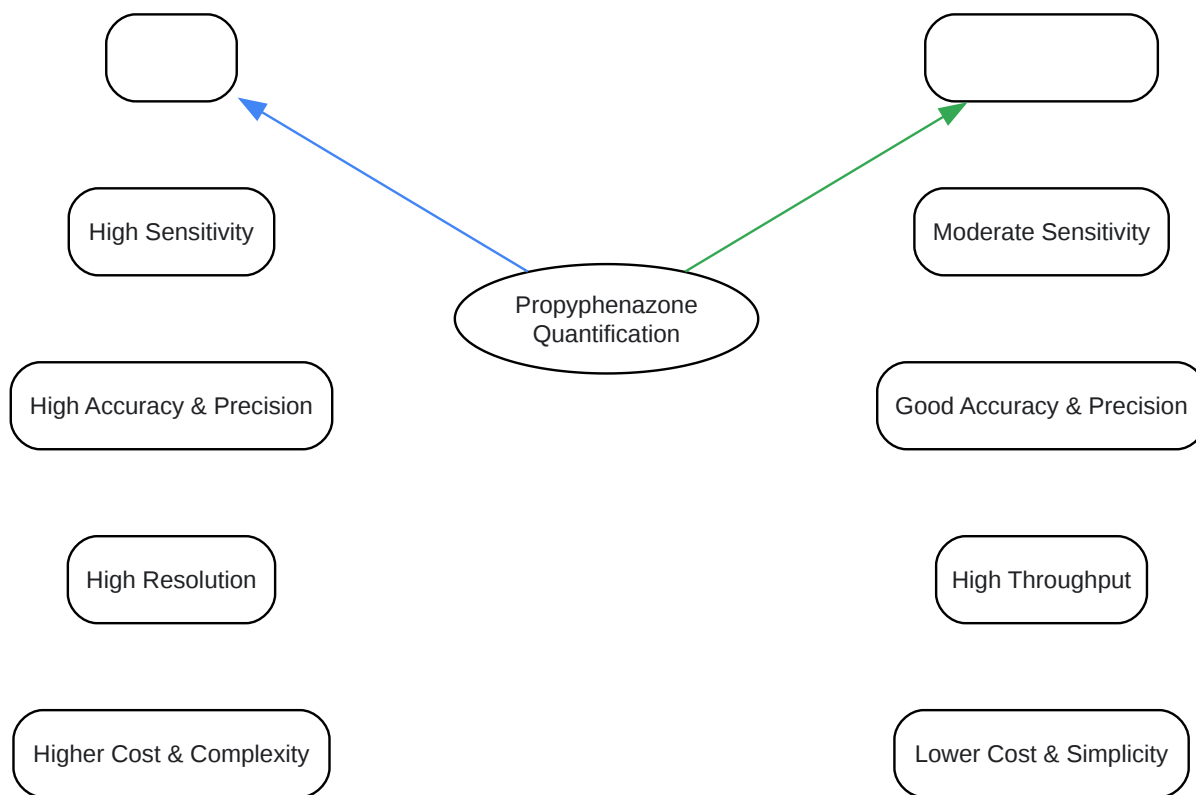 High Sensitivity
Moderate Sensitivity
Propyphenazone
Quantification
High Accuracy & Precision
Good Accuracy & Precision
High Resolution
High Throughput
Higher Cost & Complexity
Lower Cost & Simplicity